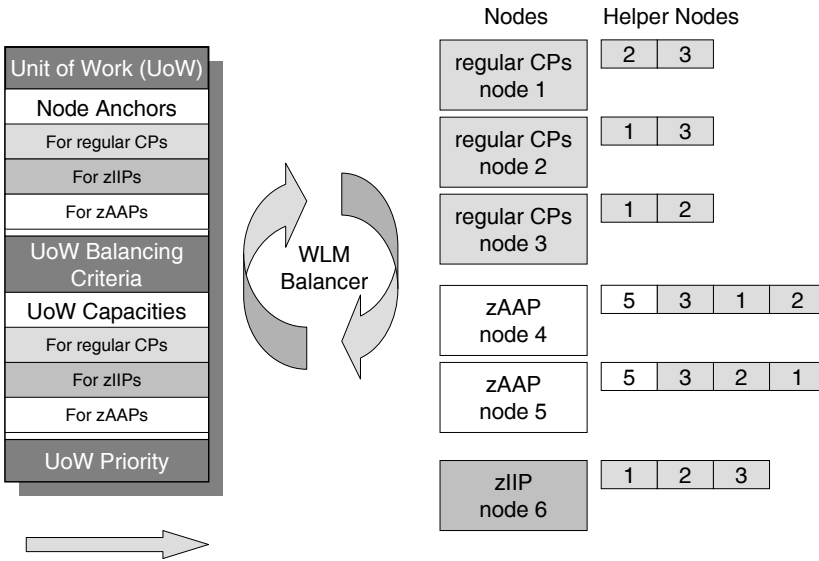 Unit of Work (UoW)
Node Anchors
For regular CPs
For zIIPs
For zAAPs
UoW Balancing
Criteria
UoW Capacities
For regular CPs
For zIIPs
For zAAPs
UoW Priority
WLM
Balancer
Nodes Helper Nodes
regular CPs
node 1
2 3
regular CPs
node 2
1 3
regular CPs
node 3
1 2
zAAP
node 4
5 3 1 2
zAAP
node 5
5 3 2 1
zIIP
node 6
1 2 3